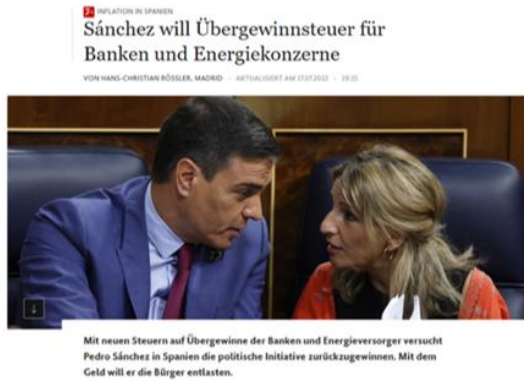 F+ INFLATION IN SPANIEN
Sánchez will Übergewinnsteuer für
Banken und Energiekonzerne
VON HANS-CHRISTIAN RÖSSLER, MADRID - AKTUALISIERT AM 17.07.2022 - 19:35
Mit neuen Steuern auf Übergewinne der Banken und Energieversorger versucht
Pedro Sánchez in Spanien die politische Initiative zurückzugewinnen. Mit dem
Geld will er die Bürger entlasten.